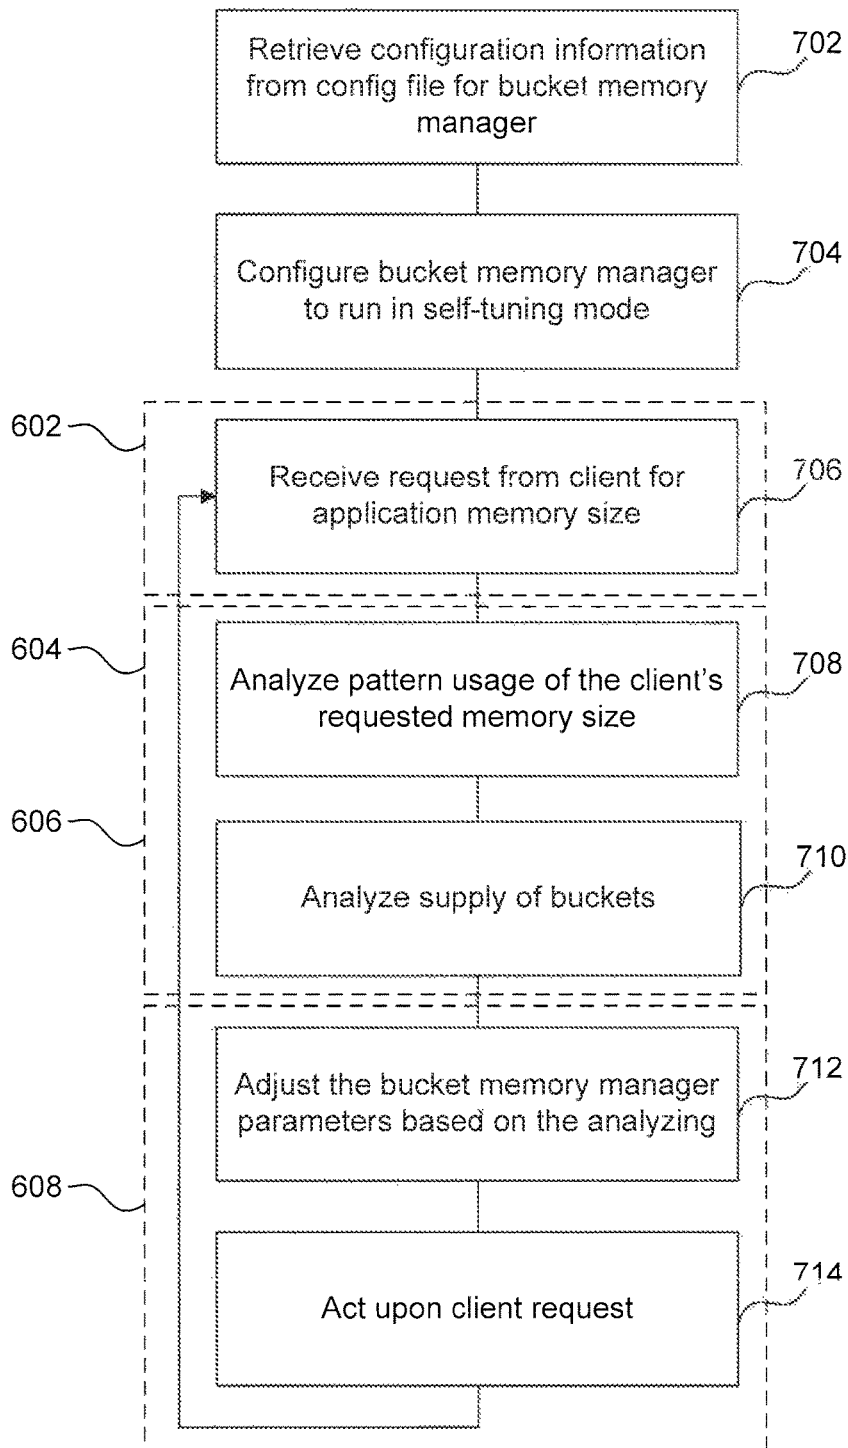 Retrieve configuration information
from config file for bucket memory
manager
702
Configure bucket memory manager
to run in self-tuning mode
704
602
Receive request from client for
application memory size
706
604
Analyze pattern usage of the client's
requested memory size
708
606
Analyze supply of buckets
710
Adjust the bucket memory manager
parameters based on the analyzing
712
608
Act upon client request
714